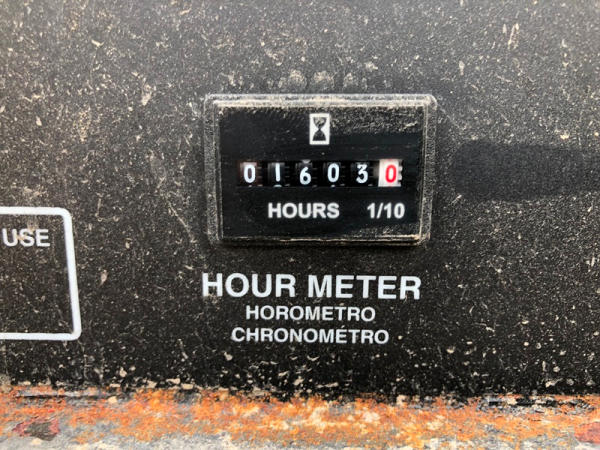 016030
HOURS 1/10
USE
HOUR METER
HOROMETRO
CHRONOMÉTRO